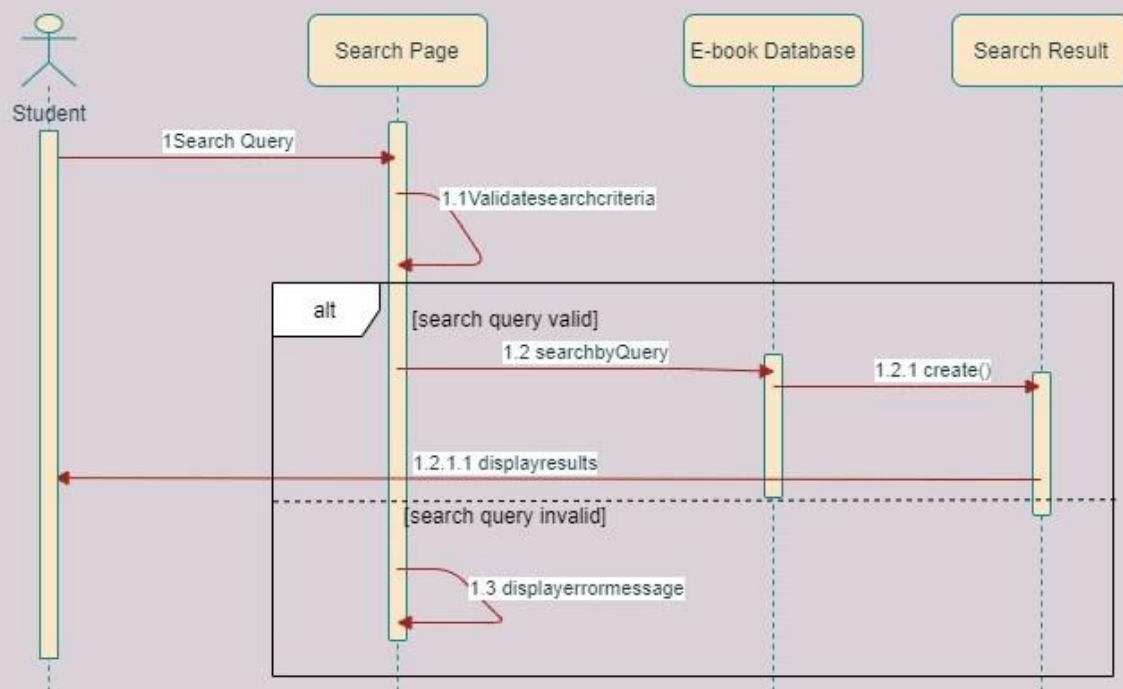 Search Page
E-book Database
Search Result
Student
1Search Query
1.1Validatesearchcriteria
alt
[search query valid]
1.2 searchbyQuery
1.2.1 create()
1.2.1.1 displayresults
[search query invalid]
1.3 displayerrormessage